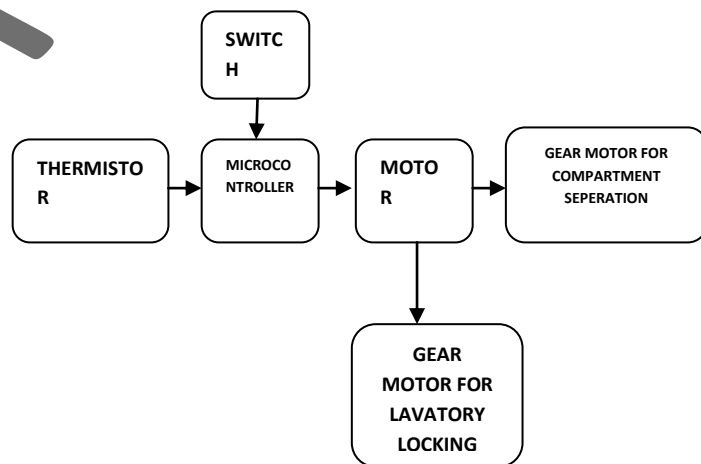 SWITC
H
THERMISTO
R
MICROCO
NTROLLER
MOTO
R
GEAR MOTOR FOR
COMPARTMENT
SEPERATION
GEAR
MOTOR FOR
LAVATORY
LOCKING